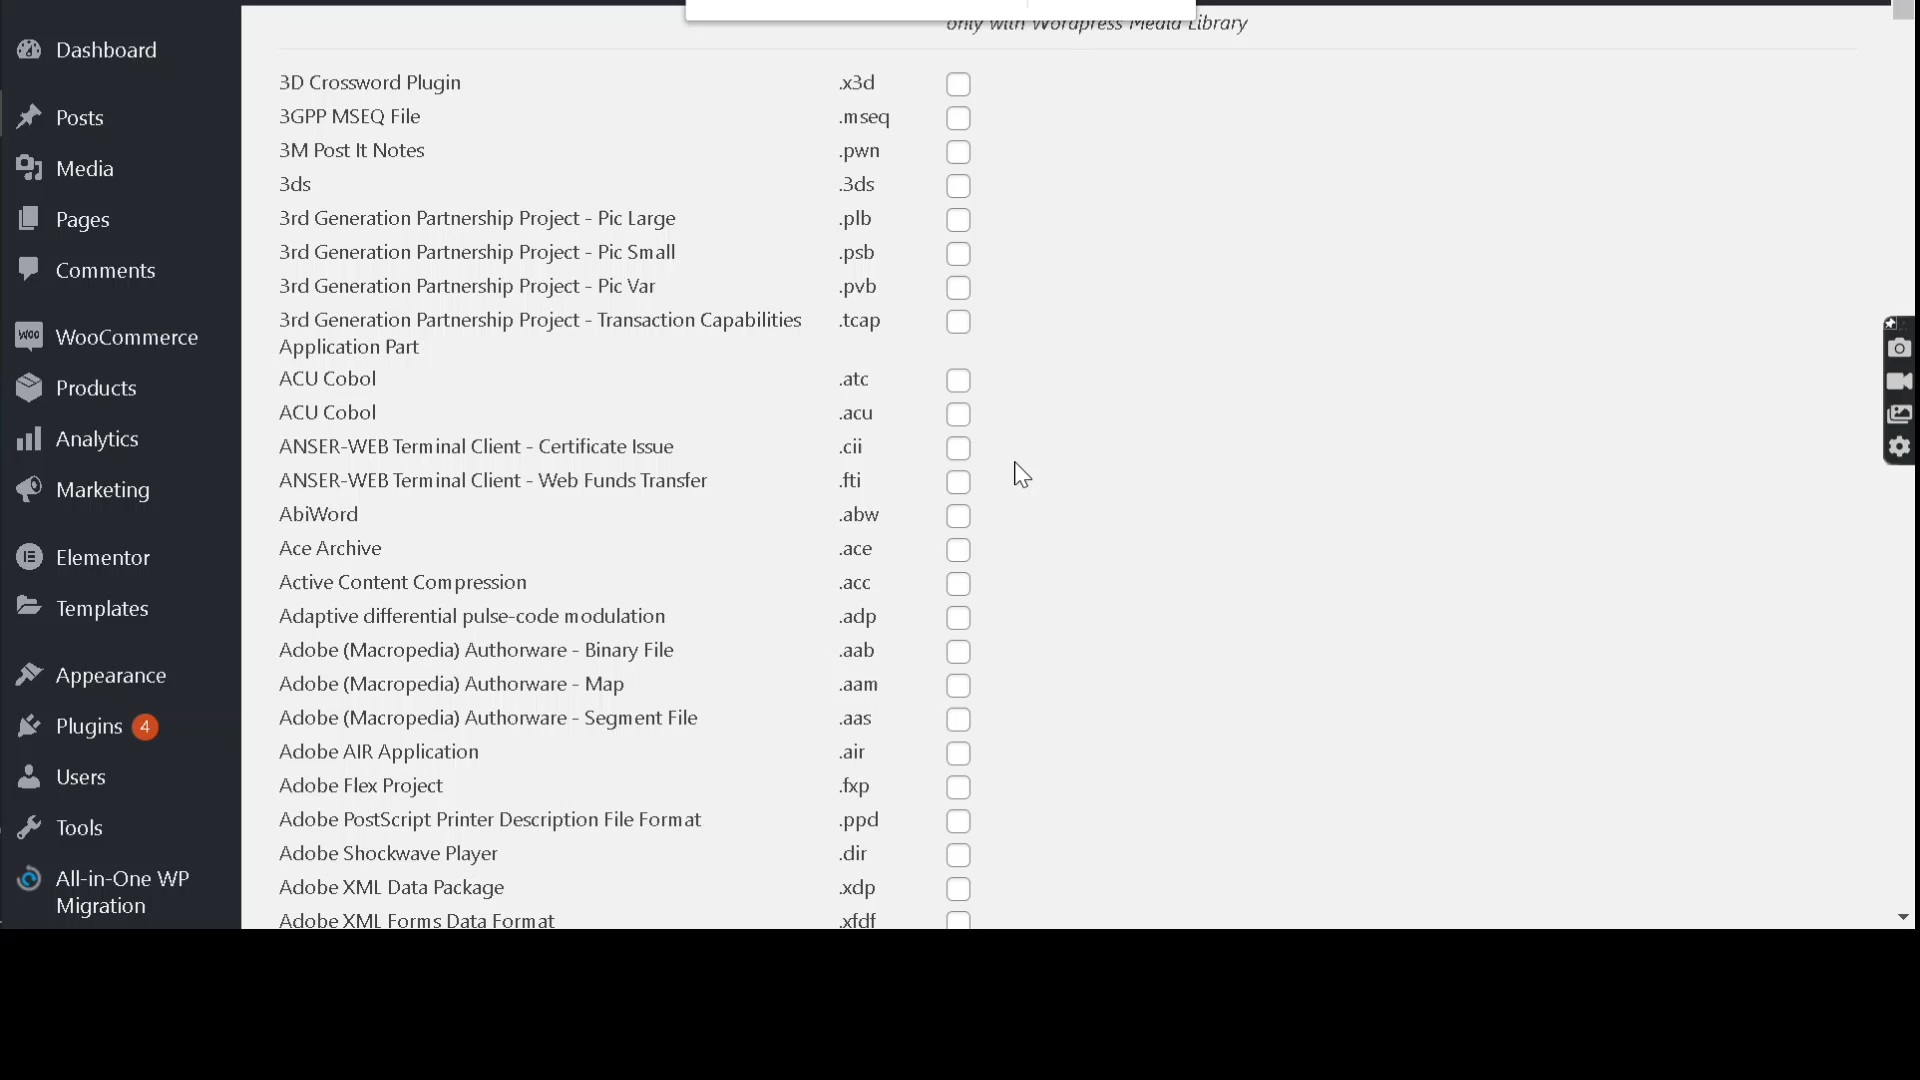 only with Wordpress Media Library
Dashboard
Posts
Media
Pages
Comments
WOO WooCommerce
Products
Analytics
Marketing
Elementor
Templates
Appearance
Plugins 4
Users
Tools
All-in-One WP
Migration
3D Crossword Plugin .x3d
3GPP MSEQ File .mseq
3M Post It Notes .pwn
3ds .3ds
3rd Generation Partnership Project - Pic Large .plb
3rd Generation Partnership Project - Pic Small .psb
3rd Generation Partnership Project - Pic Var .pvb
3rd Generation Partnership Project - Transaction Capabilities .tcap
Application Part
ACU Cobol .atc
ACU Cobol .acu
ANSER-WEB Terminal Client - Certificate Issue .cii
ANSER-WEB Terminal Client - Web Funds Transfer .fti
AbiWord .abw
Ace Archive .ace
Active Content Compression .acc
Adaptive differential pulse-code modulation .adp
Adobe (Macropedia) Authorware - Binary File .aab
Adobe (Macropedia) Authorware - Map .aam
Adobe (Macropedia) Authorware - Segment File .aas
Adobe AIR Application .air
Adobe Flex Project .fxp
Adobe PostScript Printer Description File Format .ppd
Adobe Shockwave Player .dir
Adobe XML Data Package .xdp
Adobe XML Forms Data Format .xfdf